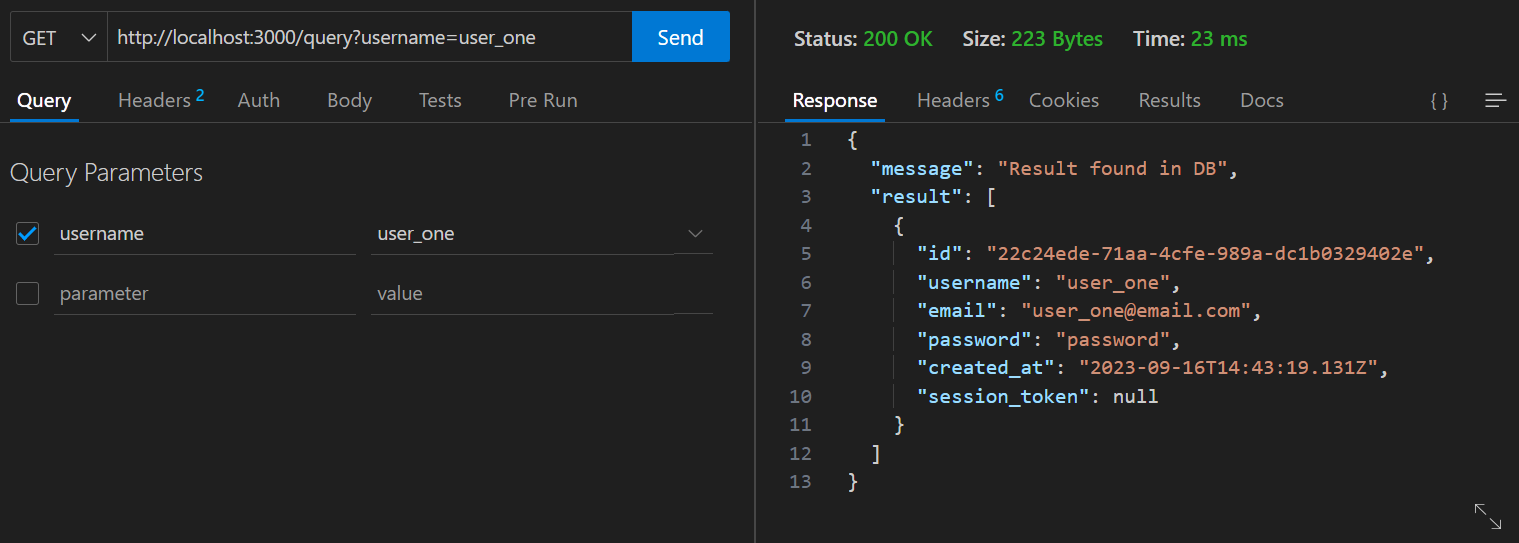 GET http://localhost:3000/query?username=user_one Send
Query Headers 2 Auth Body Tests Pre Run
Query Parameters
username user_one
parameter value
Status: 200 OK Size: 223 Bytes Time: 23 ms
Response Headers 6 Cookies Results Docs { }
1 {
2 "message": "Result found in DB",
3 "result": [
4 {
5 "id": "22c24ede-71aa-4cfe-989a-dc1b0329402e",
6 "username": "user_one",
7 "email": "user_one@email.com",
8 "password": "password",
9 "created_at": "2023-09-16T14:43:19.131Z",
10 "session_token": null
11 }
12 ]
13 }